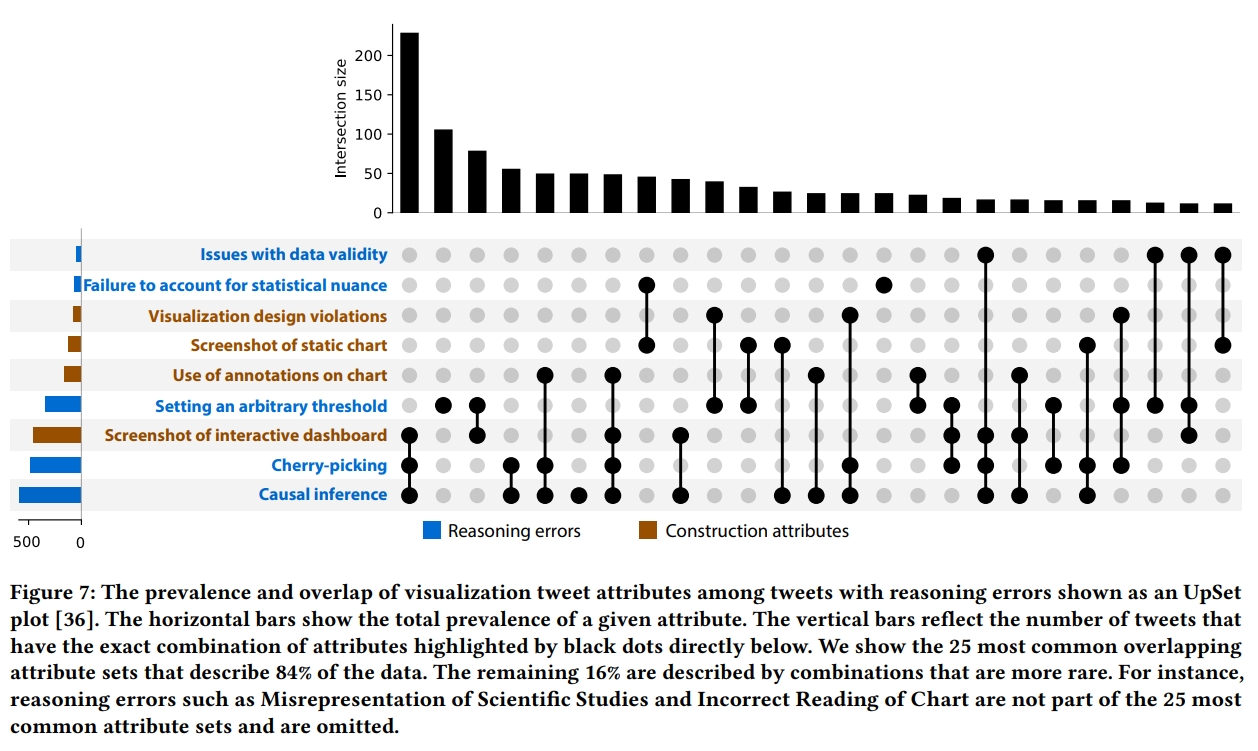 Intersection size
200
150
100
50
0
Issues with data validity
Failure to account for statistical nuance
Visualization design violations
Screenshot of static chart
Use of annotations on chart
Setting an arbitrary threshold
Screenshot of interactive dashboard
Cherry-picking
Causal inference
500 0
Reasoning errors Construction attributes
Figure 7: The prevalence and overlap of visualization tweet attributes among tweets with reasoning errors shown as an UpSet
plot [36]. The horizontal bars show the total prevalence of a given attribute. The vertical bars reflect the number of tweets that
have the exact combination of attributes highlighted by black dots directly below. We show the 25 most common overlapping
attribute sets that describe 84% of the data. The remaining 16% are described by combinations that are more rare. For instance,
reasoning errors such as Misrepresentation of Scientific Studies and Incorrect Reading of Chart are not part of the 25 most
common attribute sets and are omitted.